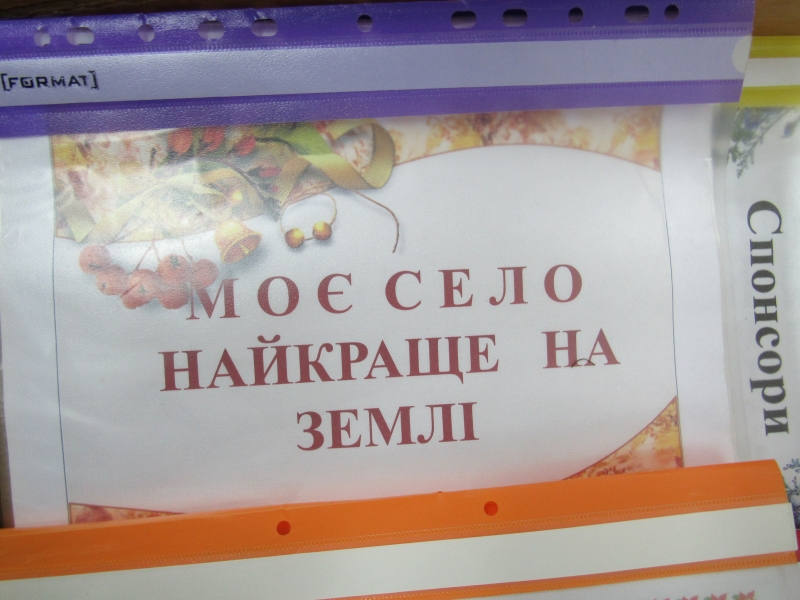 [FORMAT]
МОЄ СЕЛО
НАЙКРАЩЕ НА
ЗЕМЛІ
Спонсори